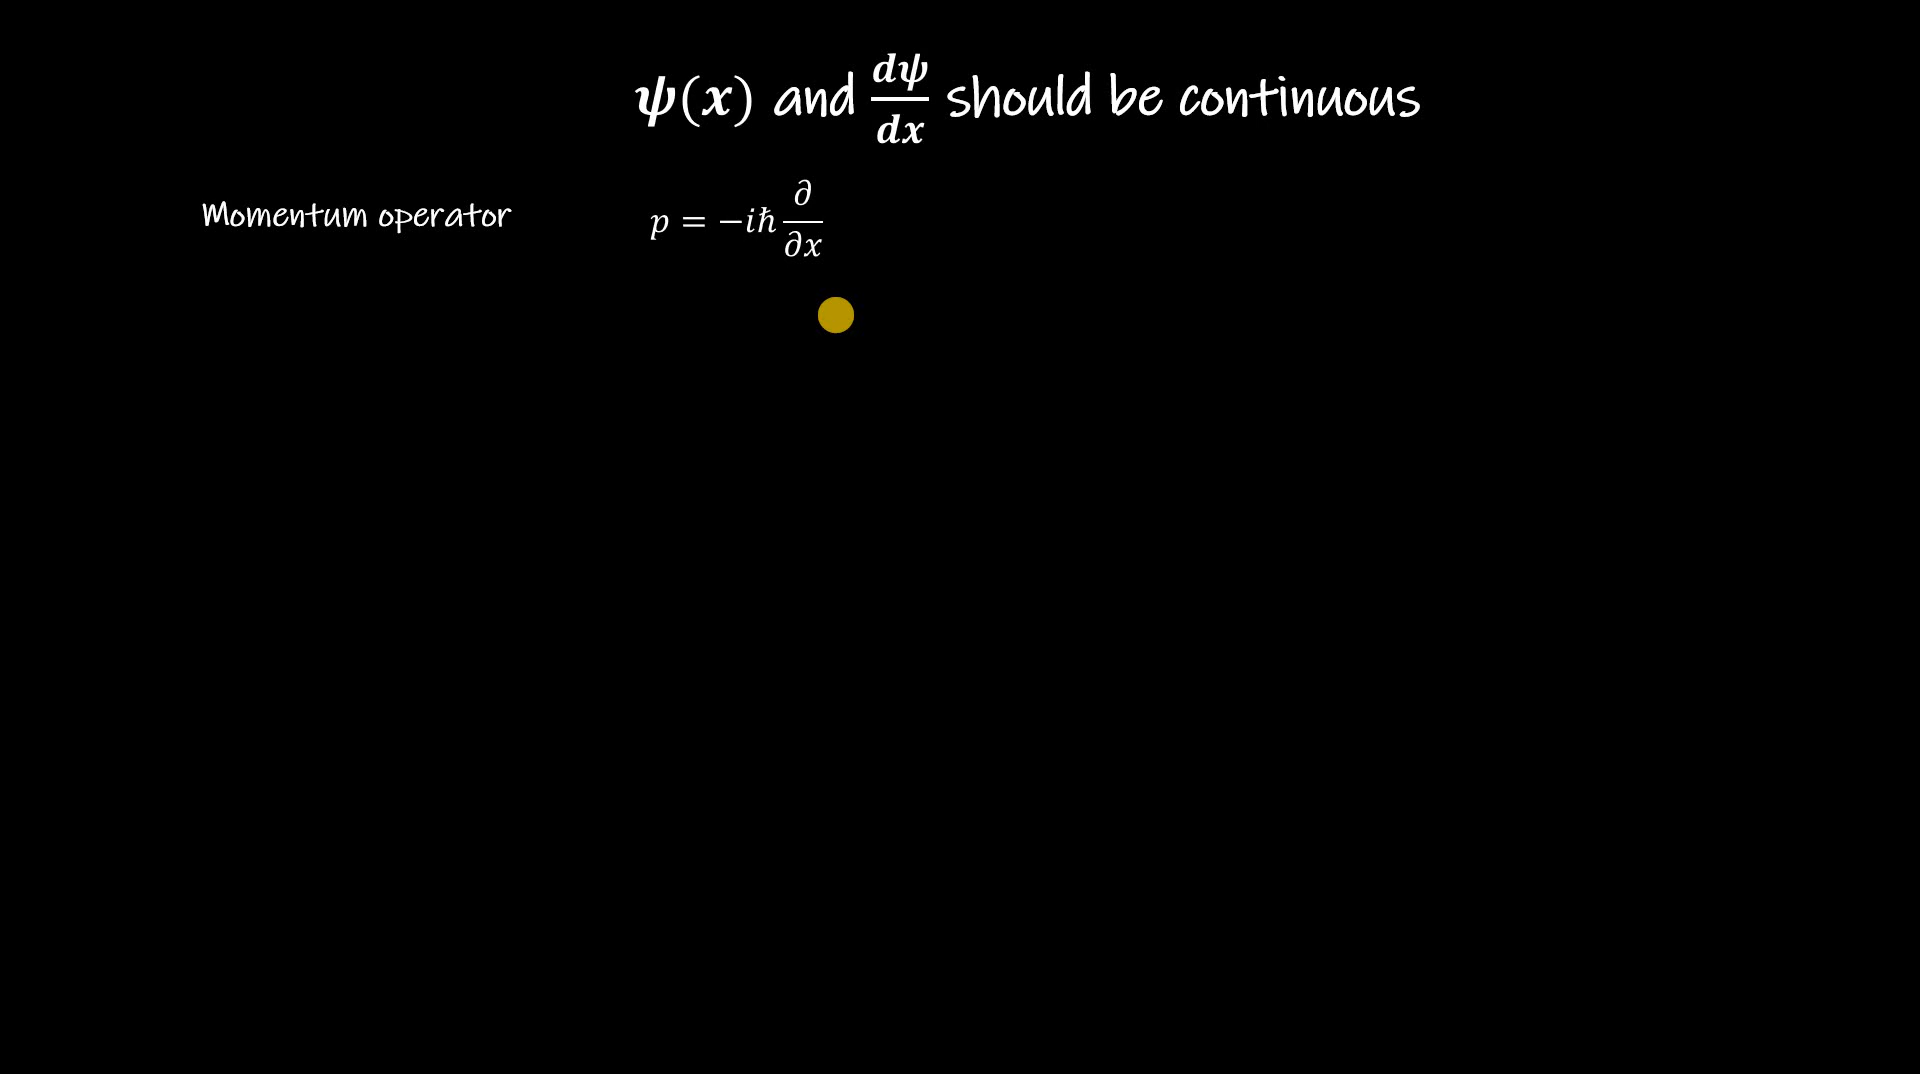 ψ(x) and dψ/dx should be continuous
Momentum operator p = −iħ ∂/∂x